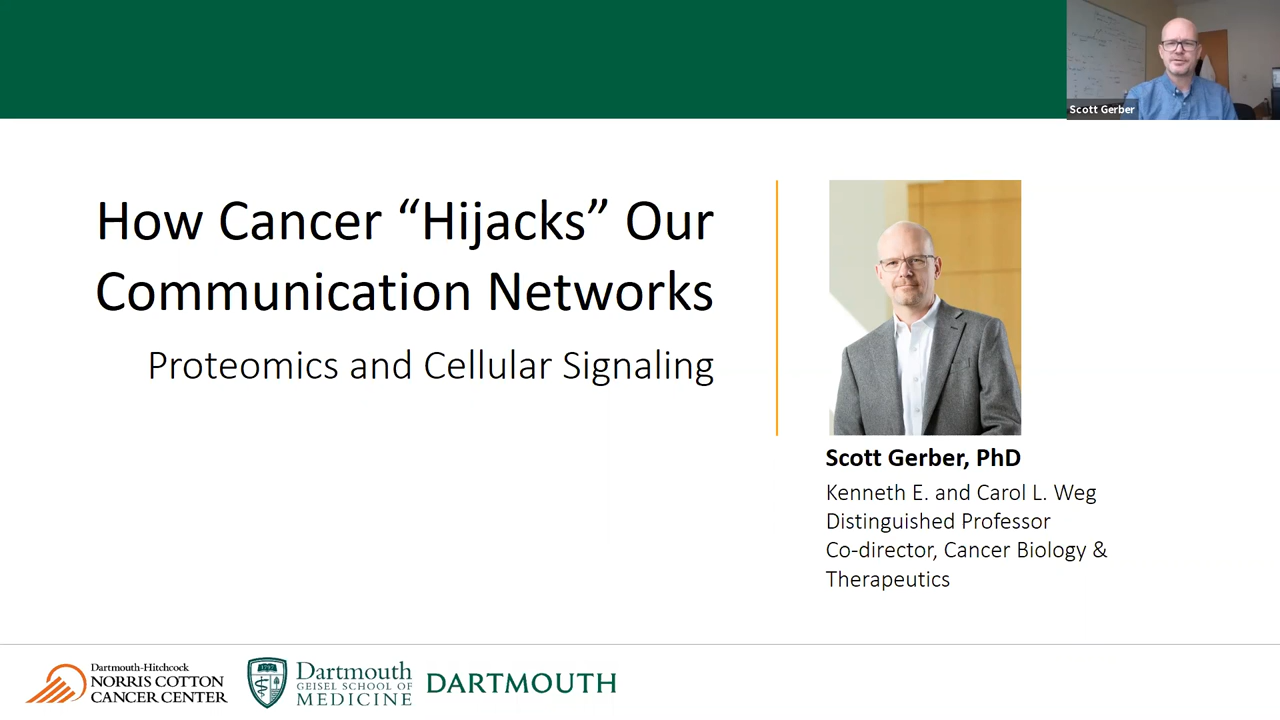 Scott Gerber
How Cancer “Hijacks” Our
Communication Networks
Proteomics and Cellular Signaling
Scott Gerber, PhD
Kenneth E. and Carol L. Weg
Distinguished Professor
Co-director, Cancer Biology &
Therapeutics
Dartmouth-Hitchcock
NORRIS COTTON
CANCER CENTER
Dartmouth
GEISEL SCHOOL OF
MEDICINE
DARTMOUTH